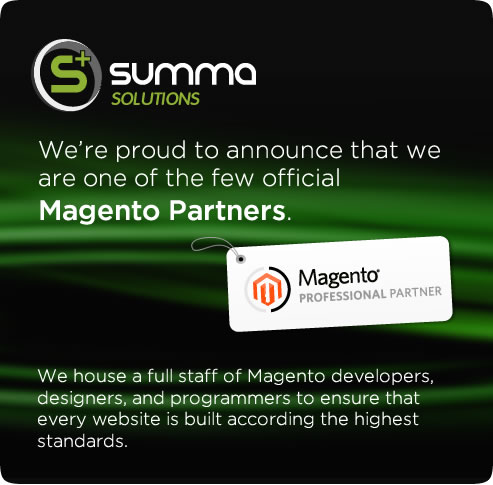 S+ summa
SOLUTIONS
We're proud to announce that we
are one of the few official
Magento Partners.
Magento®
PROFESSIONAL PARTNER
We house a full staff of Magento developers,
designers, and programmers to ensure that
every website is built according the highest
standards.